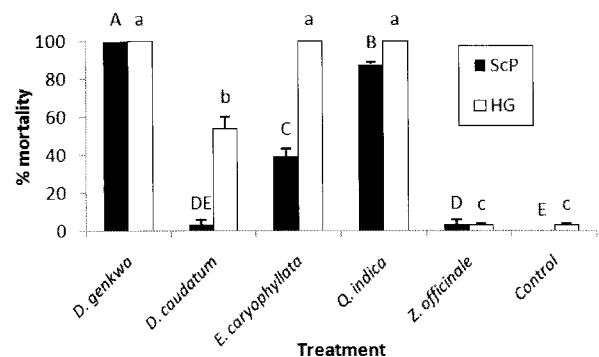 A a a a
100
B
ScP
HG
80
b
60
C
40
20
DE
D c E c
0
% mortality
D. genkwa
D. caudatum
E. caryophyllata
Q. indica
Z. officinale
Control
Treatment